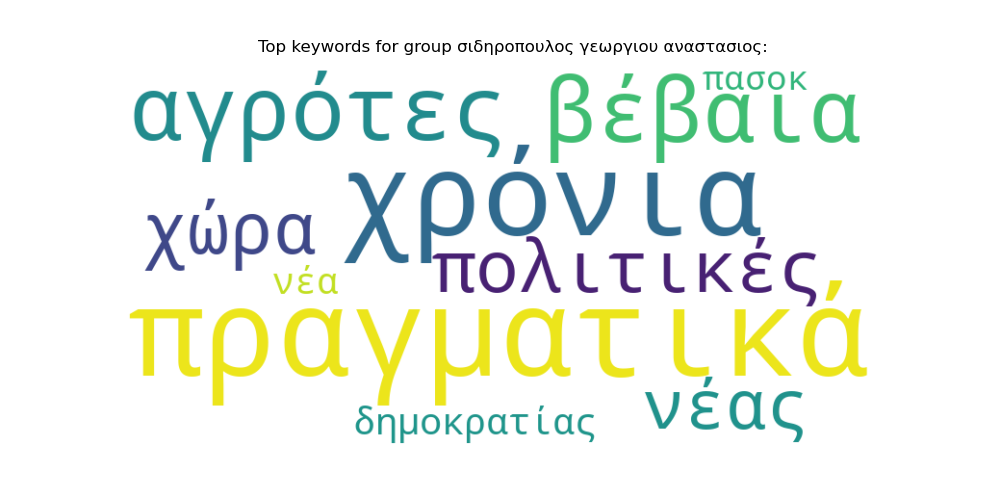 Top keywords for group σιδηροπουλος γεωργιου αναστασιος:
πασοκ
αγρότες
βέβαια
χρόνια
χώρα
πολιτικές
νέα
πραγματικά
νέας
δημοκρατίας